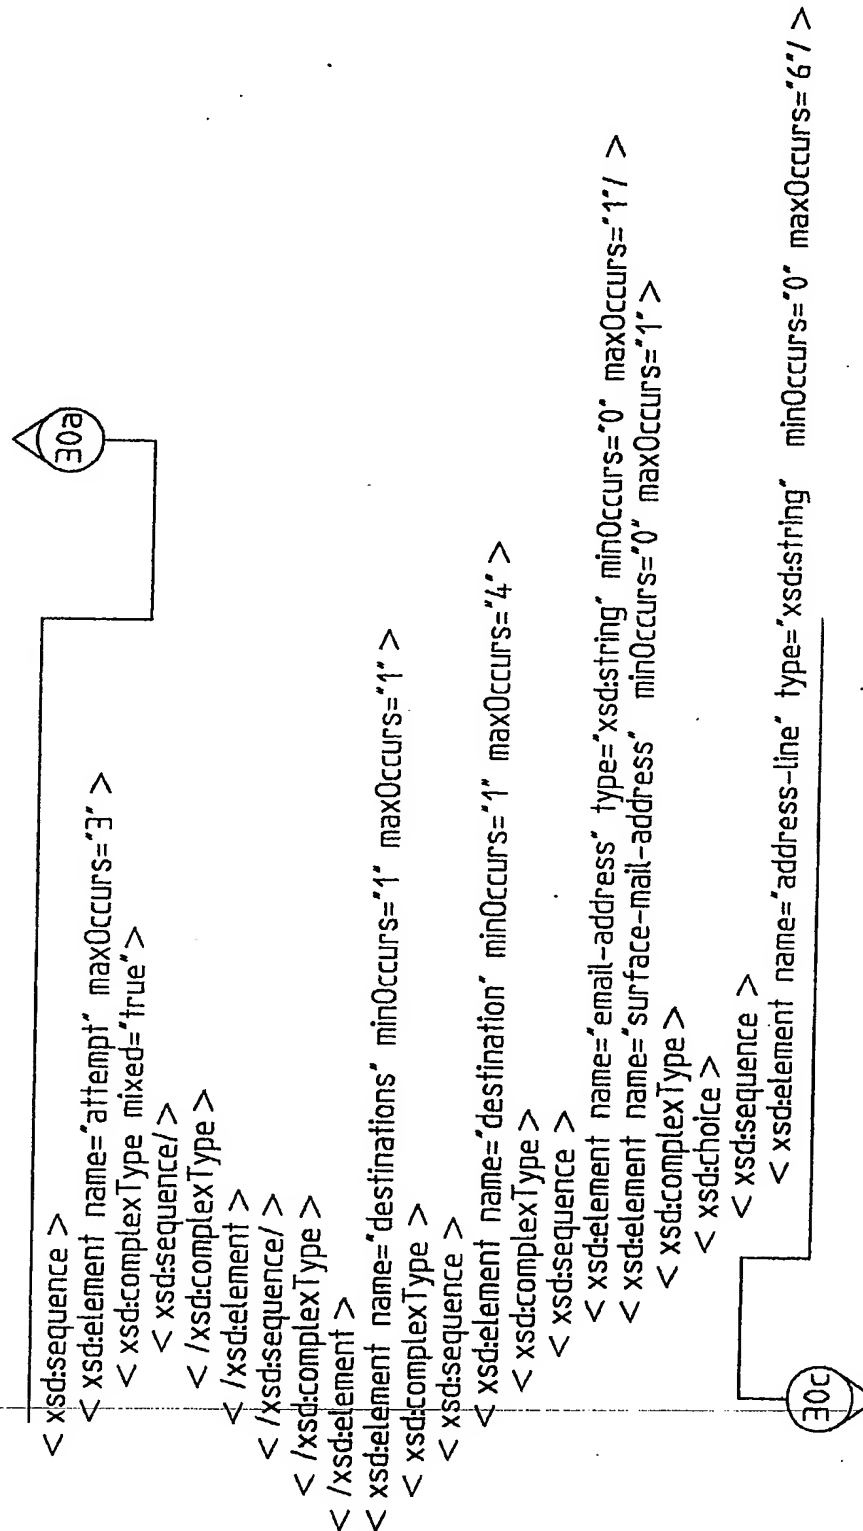 30a
< xsd:sequence >
< xsd:element name="attempt" maxOccurs="3" >
< xsd:complexType mixed="true">
< xsd:sequence/>
< /xsd:complexType >
< /xsd:element >
< /xsd:sequence/ >
< /xsd:complexType >
< /xsd:element >
< xsd:element name="destinations" minOccurs="1" maxOccurs="1" >
< xsd:complexType >
< xsd:sequence >
< xsd:element name="destination" minOccurs="1" maxOccurs="4" >
< xsd:complexType >
< xsd:sequence >
< xsd:element name="email-address" type="xsd:string" minOccurs="0" maxOccurs="1"/ >
< xsd:element name="surface-mail-address" minOccurs="0" maxOccurs="1" >
< xsd:complexType >
< xsd:choice >
< xsd:sequence >
< xsd:element name="address-line" type="xsd:string" minOccurs="0" maxOccurs="6"/ >
30c